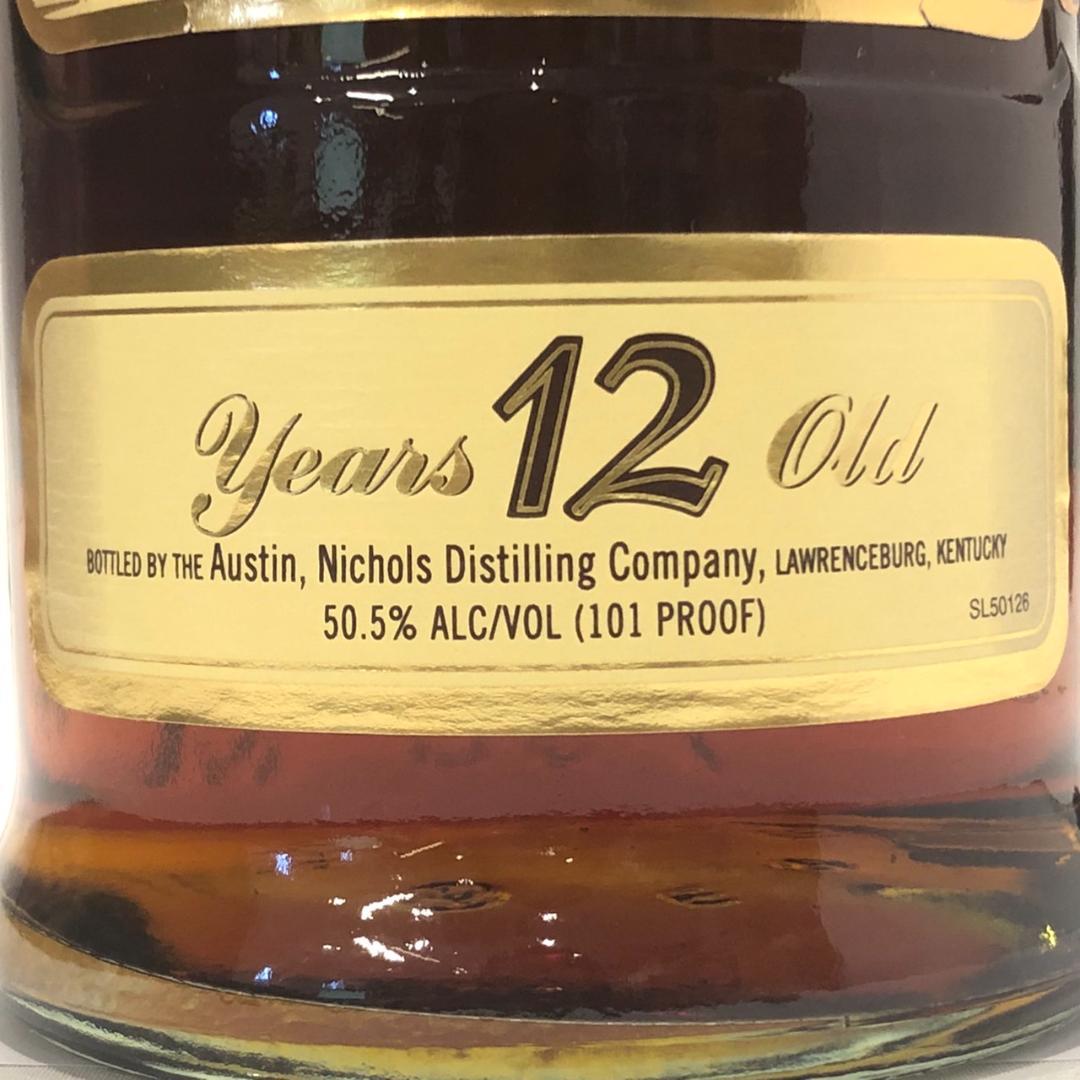 Years 12 Old
BOTTLED BY THE Austin, Nichols Distilling Company, LAWRENCEBURG, KENTUCKY
50.5% ALC/VOL (101 PROOF)
SL50126